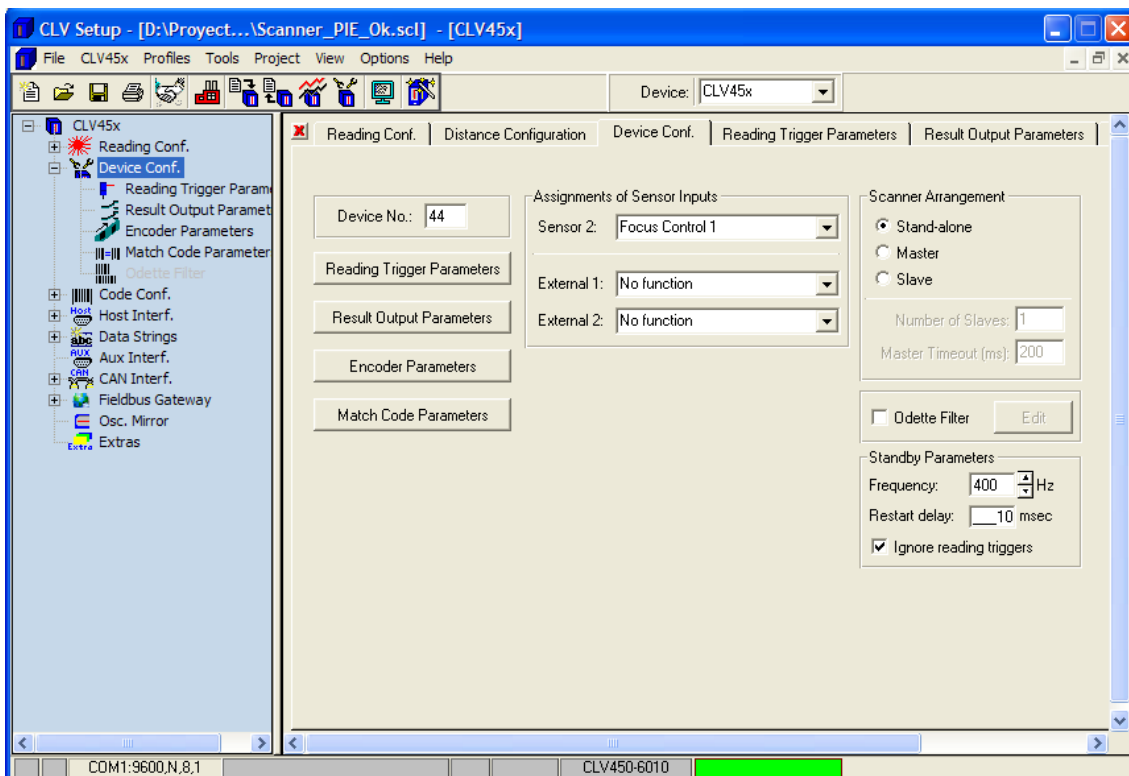 CLV Setup - [D:\Proyect...\Scanner_PIE_Ok.scl] - [CLV45x]
File CLV45x Profiles Tools Project View Options Help
Device: CLV45x
CLV45x
Reading Conf.
Device Conf.
Reading Trigger Param
Result Output Paramet
Encoder Parameters
Match Code Parameter
Odette Filter
Code Conf.
Host Host Interf.
abc Data Strings
AUX Aux Interf.
CAN CAN Interf.
Fieldbus Gateway
Osc. Mirror
Extra Extras
Reading Conf. Distance Configuration Device Conf. Reading Trigger Parameters Result Output Parameters
Device No.: 44
Reading Trigger Parameters
Result Output Parameters
Encoder Parameters
Match Code Parameters
Assignments of Sensor Inputs
Sensor 2: Focus Control 1
External 1: No function
External 2: No function
Scanner Arrangement
Stand-alone
Master
Slave
Number of Slaves: 1
Master Timeout (ms): 200
Odette Filter Edit
Standby Parameters
Frequency: 400 Hz
Restart delay: __10 msec
Ignore reading triggers
COM1:9600,N,8,1 CLV450-6010